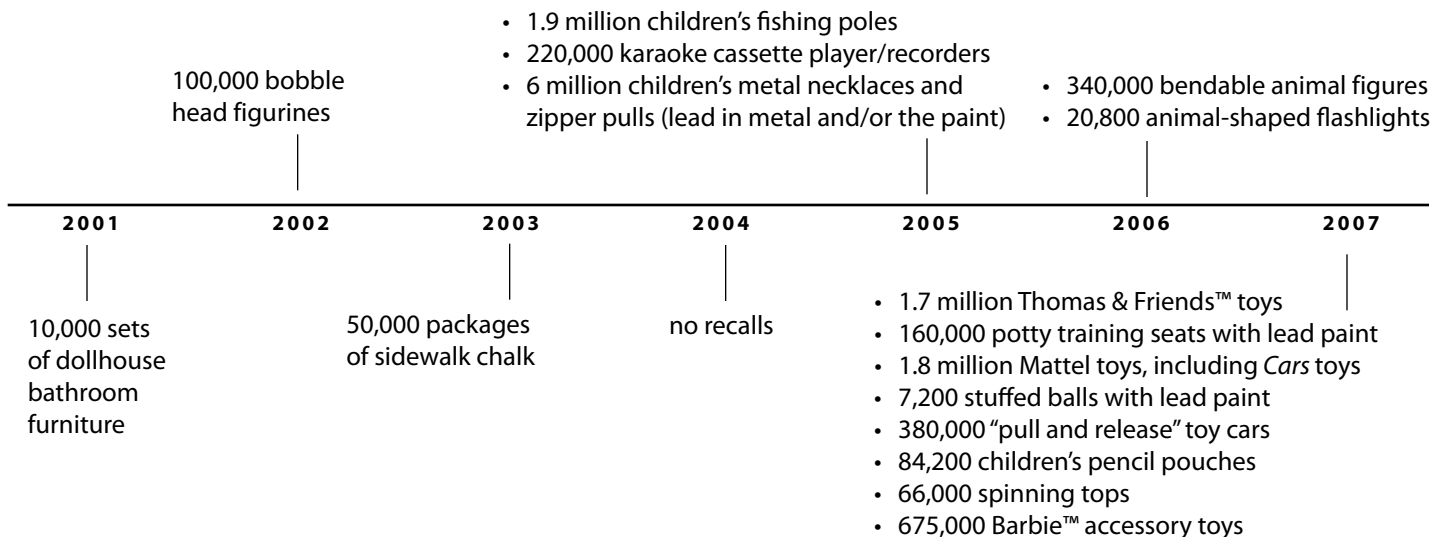 • 1.9 million children’s fishing poles
• 220,000 karaoke cassette player/recorders
• 6 million children’s metal necklaces and
zipper pulls (lead in metal and/or the paint)
100,000 bobble
head figurines
• 340,000 bendable animal figures
• 20,800 animal-shaped flashlights
2001 2002 2003 2004 2005 2006 2007
10,000 sets
of dollhouse
bathroom
furniture
50,000 packages
of sidewalk chalk
no recalls
• 1.7 million Thomas & Friends™ toys
• 160,000 potty training seats with lead paint
• 1.8 million Mattel toys, including Cars toys
• 7,200 stuffed balls with lead paint
• 380,000 “pull and release” toy cars
• 84,200 children’s pencil pouches
• 66,000 spinning tops
• 675,000 Barbie™ accessory toys